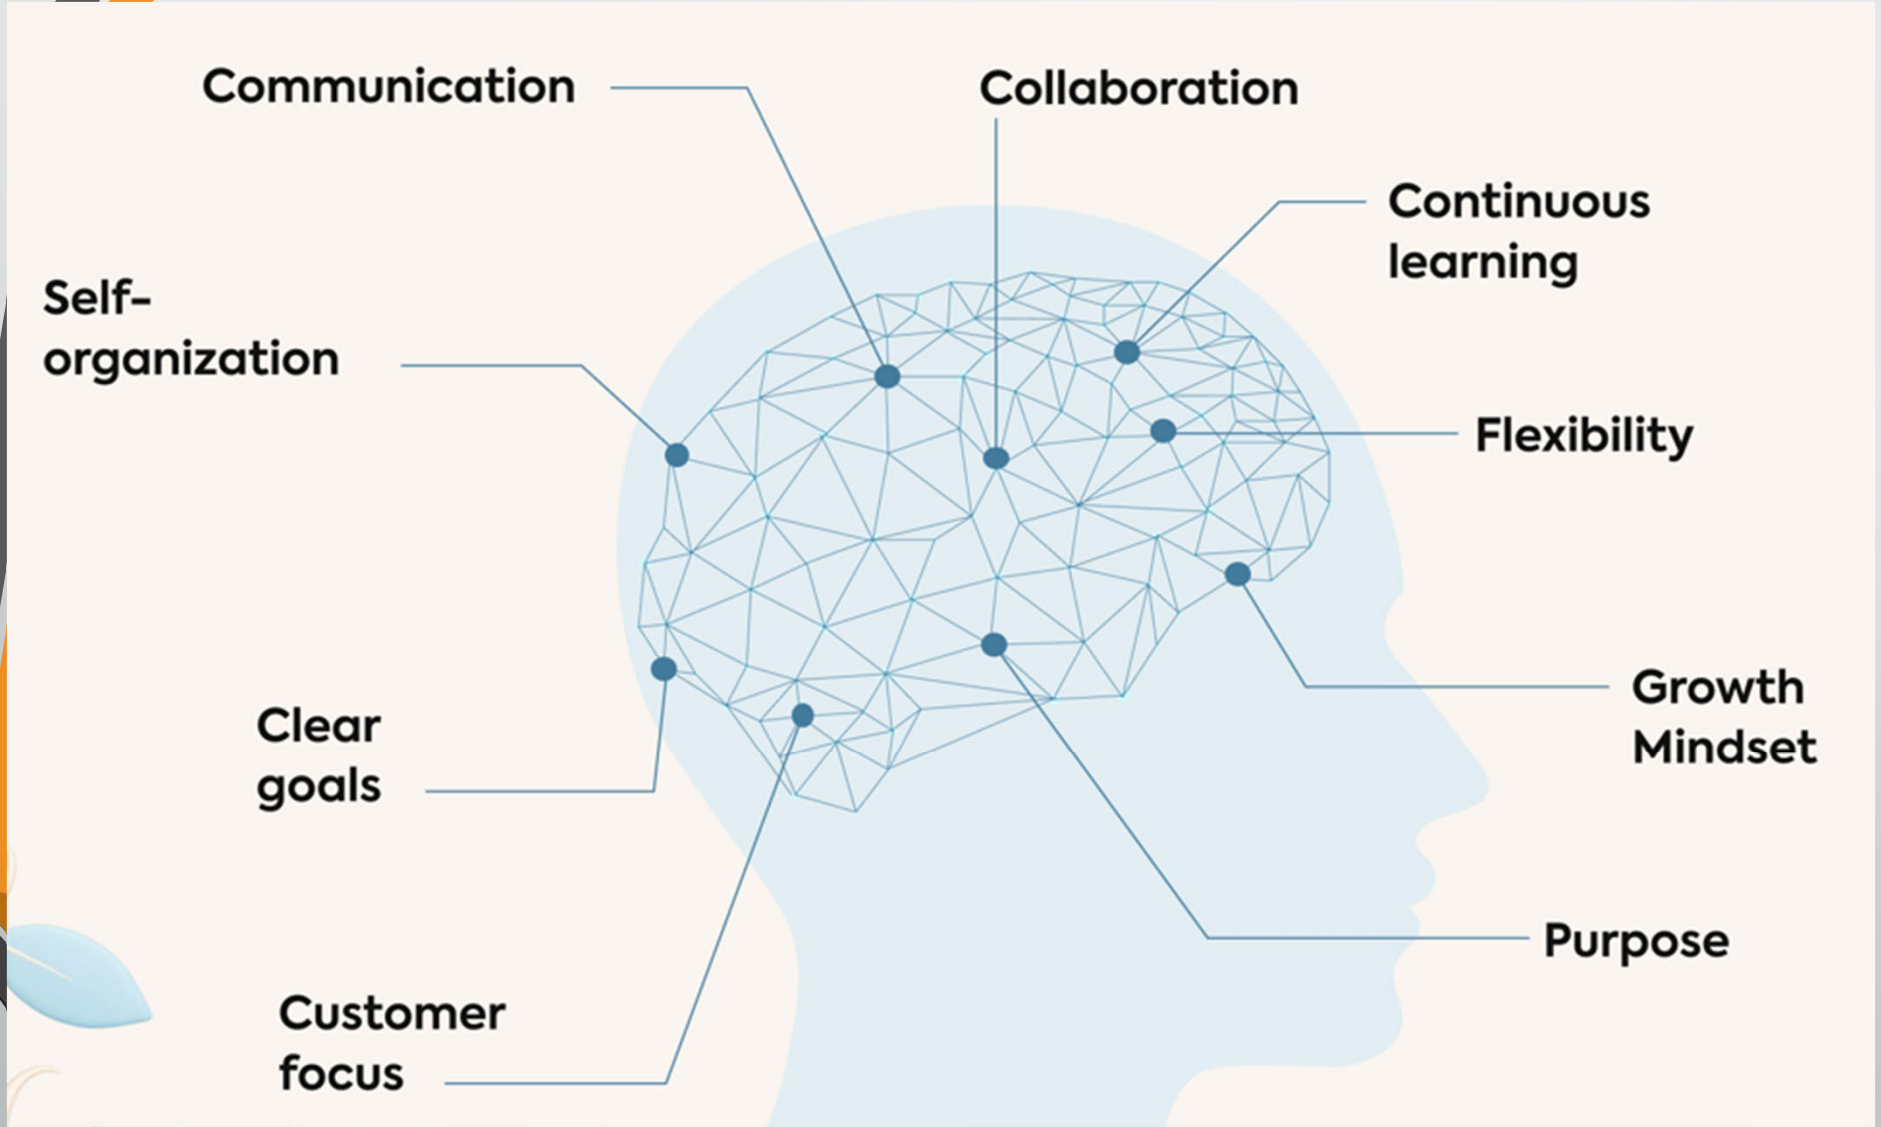 Communication
Collaboration
Continuous
learning
Self-
organization
Flexibility
Growth
Mindset
Clear
goals
Purpose
Customer
focus